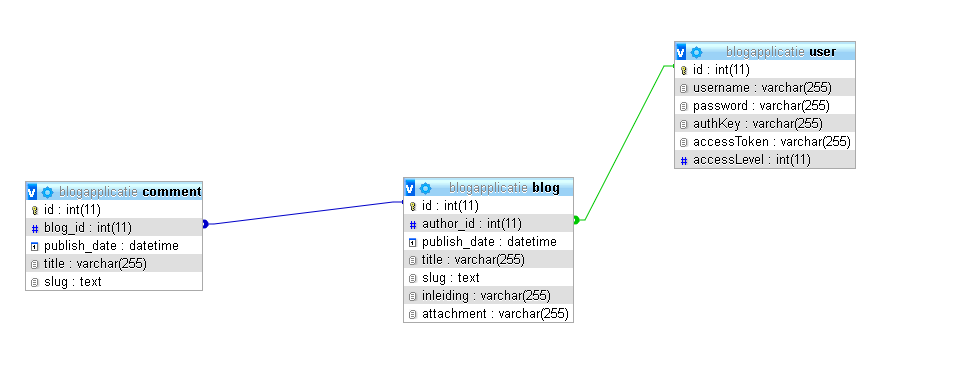 blogapplicatie comment
id : int(11)
blog_id : int(11)
publish_date : datetime
title : varchar(255)
slug : text
blogapplicatie blog
id : int(11)
author_id : int(11)
publish_date : datetime
title : varchar(255)
slug : text
inleiding : varchar(255)
attachment : varchar(255)
blogapplicatie user
id : int(11)
username : varchar(255)
password : varchar(255)
authKey : varchar(255)
accessToken : varchar(255)
accessLevel : int(11)